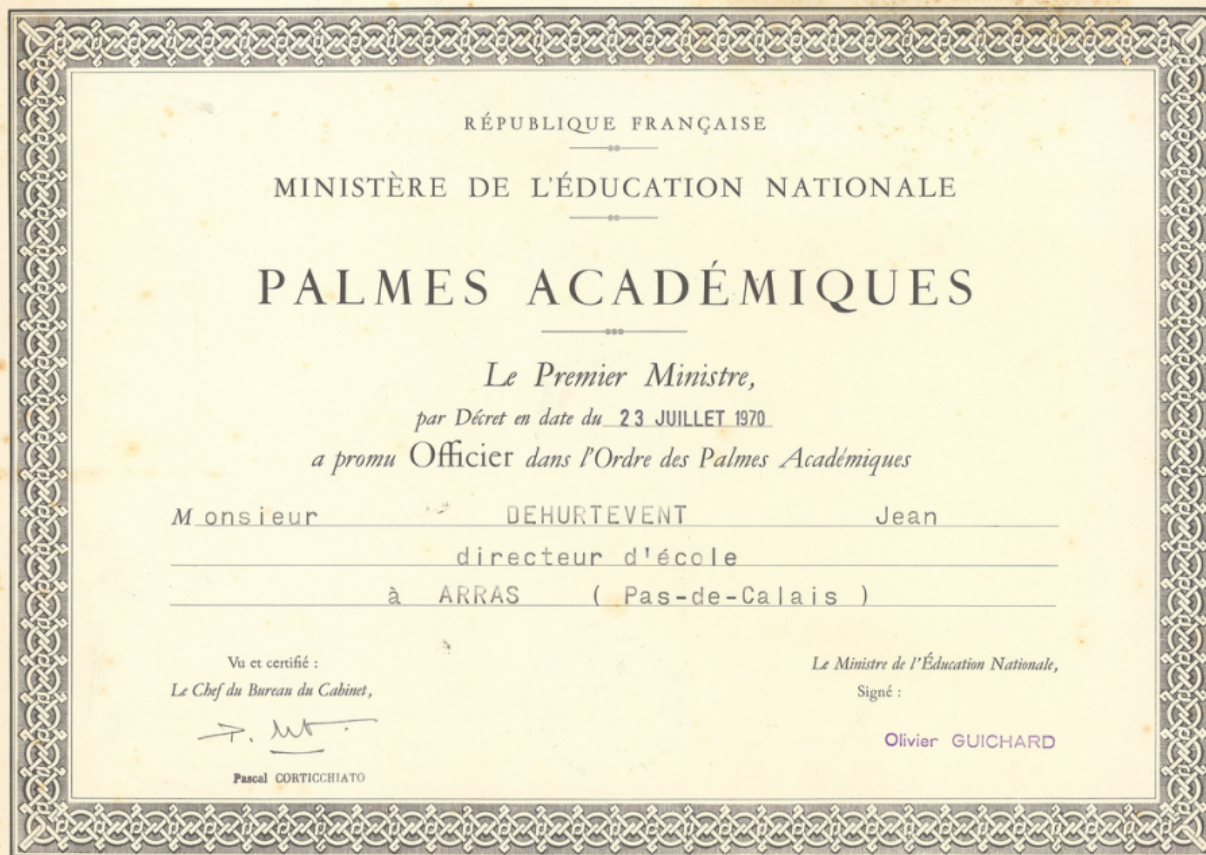 RÉPUBLIQUE FRANÇAISE
MINISTÈRE DE L'ÉDUCATION NATIONALE
PALMES ACADÉMIQUES
Le Premier Ministre,
par Décret en date du 23 JUILLET 1970
a promu Officier dans l'Ordre des Palmes Académiques
Monsieur DEHURTEVENT Jean
directeur d'école
à ARRAS ( Pas-de-Calais )
Vu et certifié :
Le Chef du Bureau du Cabinet,
Pascal CORTICCHIATO
Le Ministre de l'Éducation Nationale,
Signé :
Olivier GUICHARD